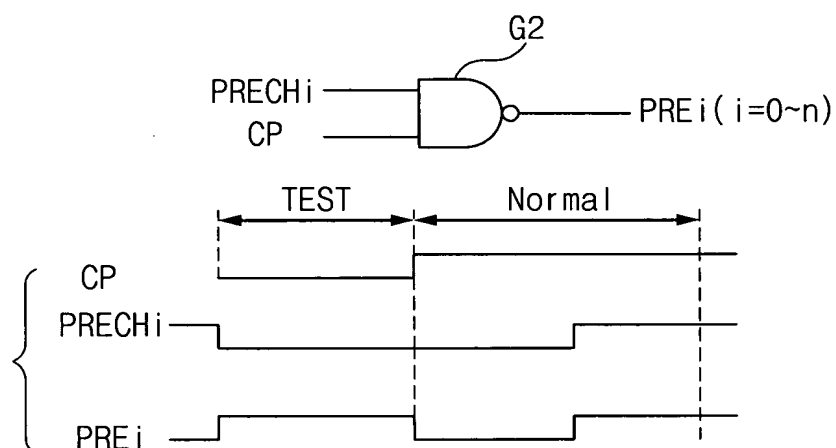 G2
PRECHi
CP
PREi(i=0~n)
TEST
Normal
CP
PRECHi
PREi